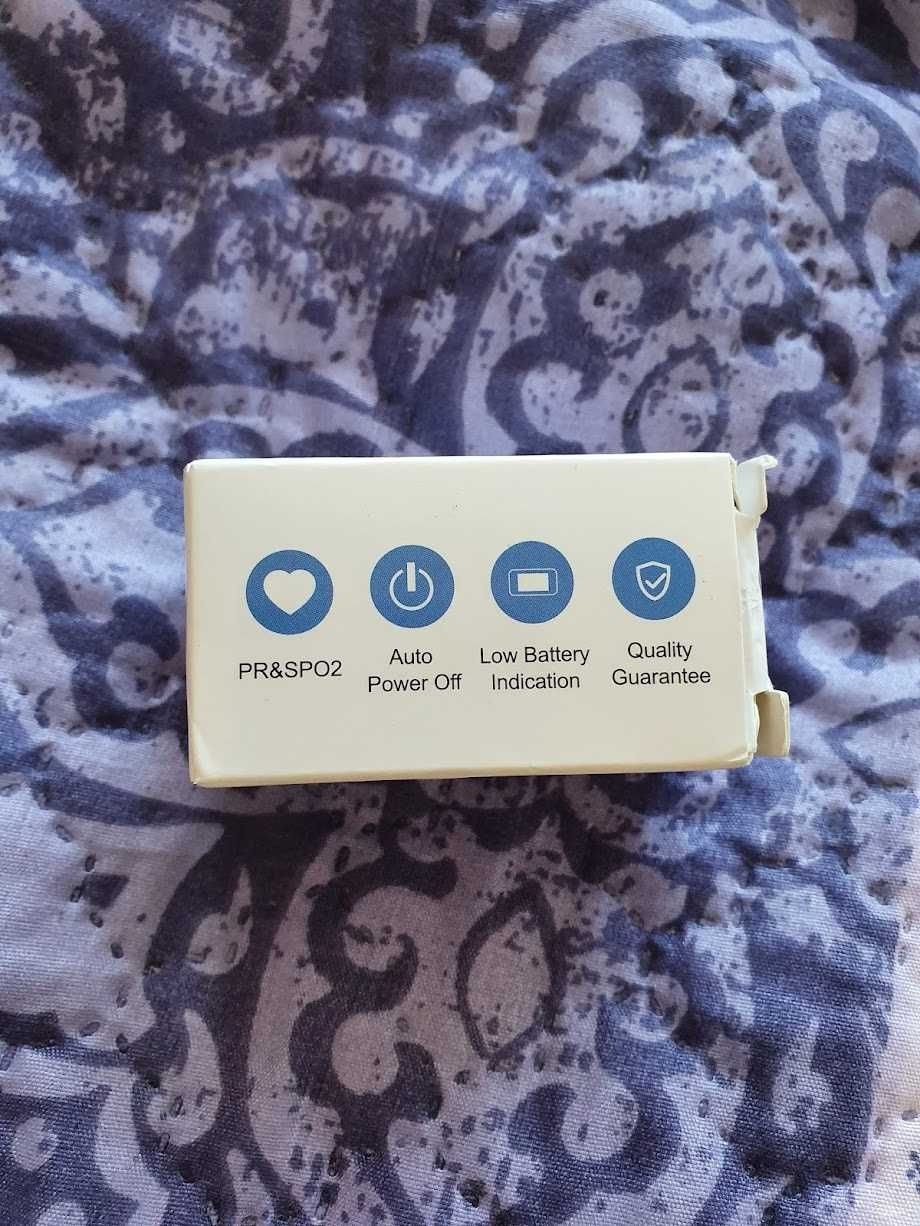 PR&SPO2
Auto
Power Off
Low Battery
Indication
Quality
Guarantee